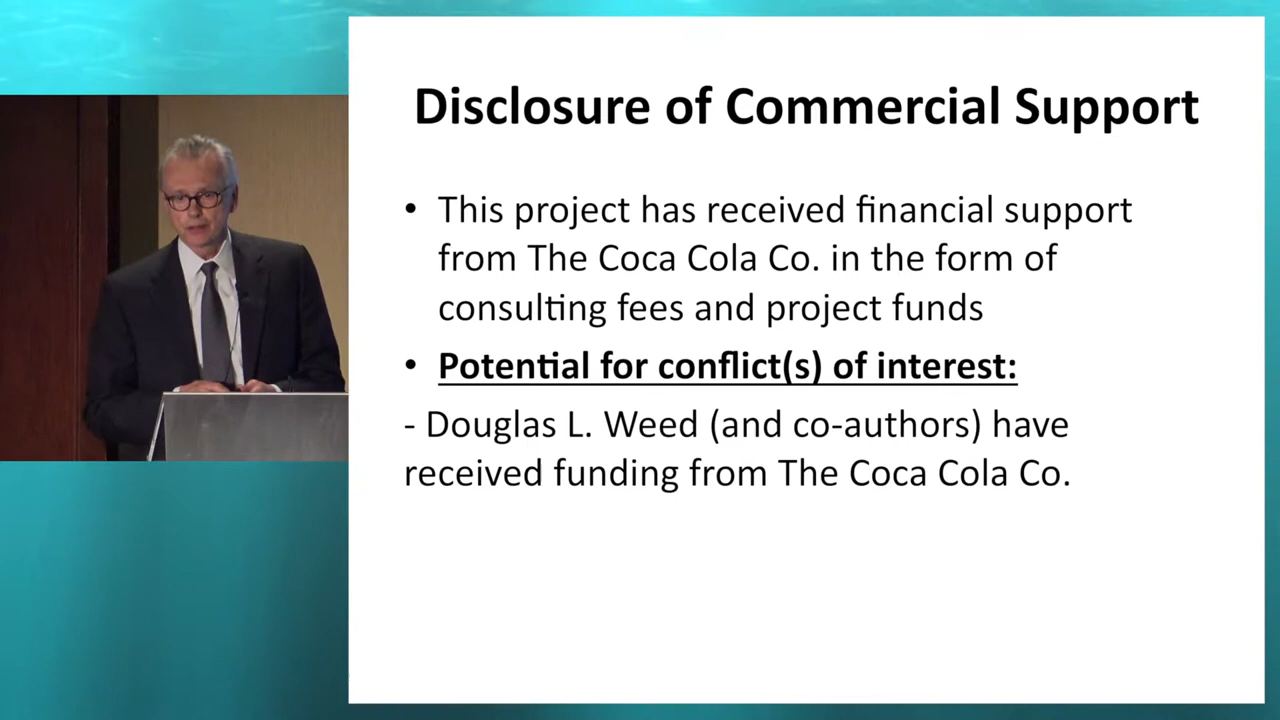 Disclosure of Commercial Support
• This project has received financial support
from The Coca Cola Co. in the form of
consulting fees and project funds
• Potential for conflict(s) of interest:
- Douglas L. Weed (and co-authors) have
received funding from The Coca Cola Co.